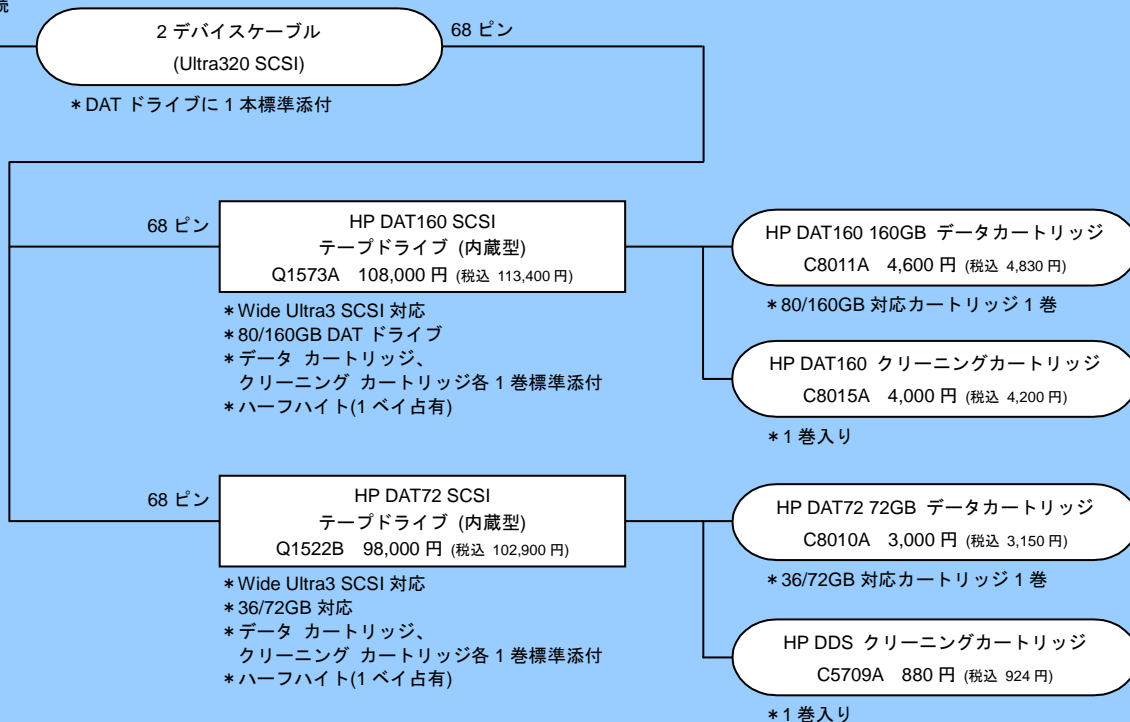 続
2 デバイスケーブル
(Ultra320 SCSI)
68 ピン
＊DAT ドライブに 1 本標準添付
68 ピン
HP DAT160 SCSI
テープドライブ (内蔵型)
Q1573A 108,000 円 (税込 113,400 円)
＊Wide Ultra3 SCSI 対応
＊80/160GB DAT ドライブ
＊データ カートリッジ、
クリーニング カートリッジ各 1 巻標準添付
＊ハーフハイト(1 ベイ占有)
HP DAT160 160GB データカートリッジ
C8011A 4,600 円 (税込 4,830 円)
＊80/160GB 対応カートリッジ 1 巻
HP DAT160 クリーニングカートリッジ
C8015A 4,000 円 (税込 4,200 円)
＊1 巻入り
68 ピン
HP DAT72 SCSI
テープドライブ (内蔵型)
Q1522B 98,000 円 (税込 102,900 円)
＊Wide Ultra3 SCSI 対応
＊36/72GB 対応
＊データ カートリッジ、
クリーニング カートリッジ各 1 巻標準添付
＊ハーフハイト(1 ベイ占有)
HP DAT72 72GB データカートリッジ
C8010A 3,000 円 (税込 3,150 円)
＊36/72GB 対応カートリッジ 1 巻
HP DDS クリーニングカートリッジ
C5709A 880 円 (税込 924 円)
＊1 巻入り